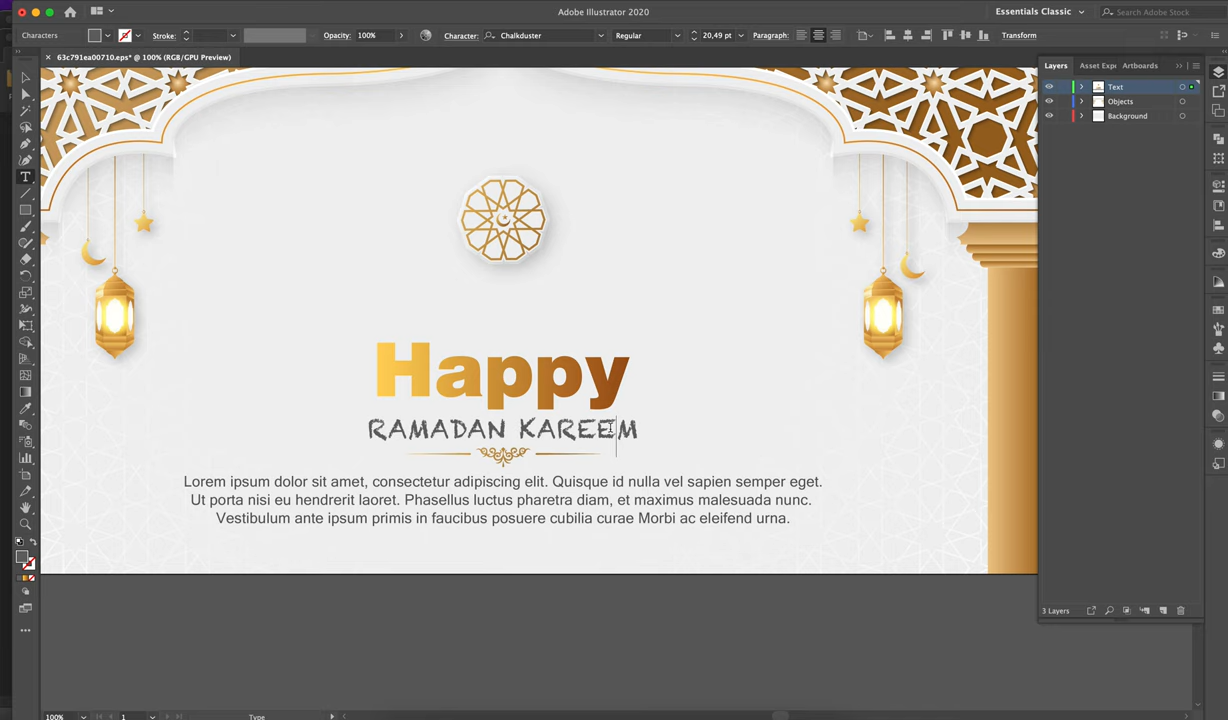 Adobe Illustrator 2020
Essentials Classic
Search Adobe Stock
Characters
Stroke:
Opacity: 100%
Character: Chalkduster
Regular
20,49 pt
Paragraph:
Transform
63c791ea00710.eps* @ 100% (RGB/GPU Preview)
Layers
Asset Expo
Artboards
Text
Objects
Background
Happy
RAMADAN KAREEM
Lorem ipsum dolor sit amet, consectetur adipiscing elit. Quisque id nulla vel sapien semper eget.
Ut porta nisi eu hendrerit laoret. Phasellus luctus pharetra diam, et maximus malesuada nunc.
Vestibulum ante ipsum primis in faucibus posuere cubilia curae Morbi ac eleifend urna.
3 Layers
100%
1
Type